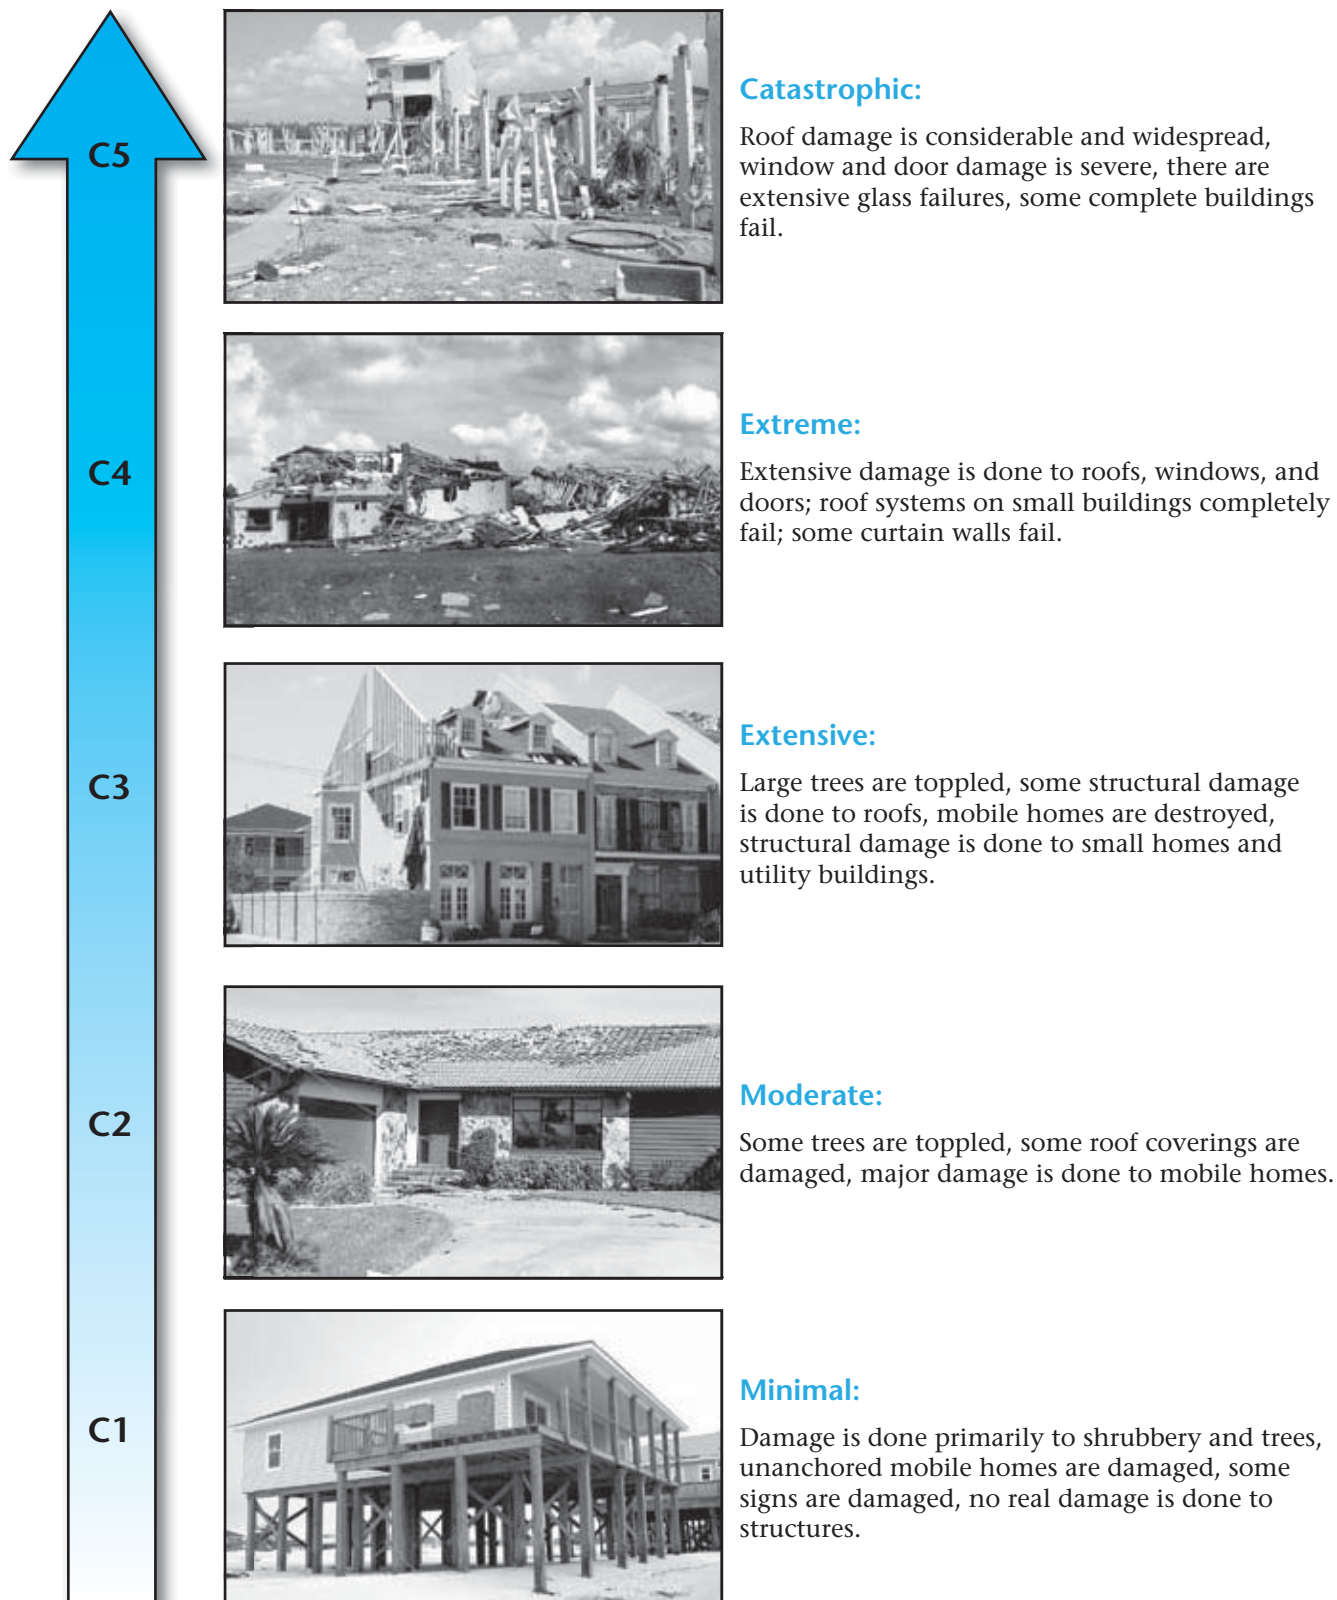 C5
Catastrophic:
Roof damage is considerable and widespread,
window and door damage is severe, there are
extensive glass failures, some complete buildings
fail.
C4
Extreme:
Extensive damage is done to roofs, windows, and
doors; roof systems on small buildings completely
fail; some curtain walls fail.
C3
Extensive:
Large trees are toppled, some structural damage
is done to roofs, mobile homes are destroyed,
structural damage is done to small homes and
utility buildings.
C2
Moderate:
Some trees are toppled, some roof coverings are
damaged, major damage is done to mobile homes.
C1
Minimal:
Damage is done primarily to shrubbery and trees,
unanchored mobile homes are damaged, some
signs are damaged, no real damage is done to
structures.